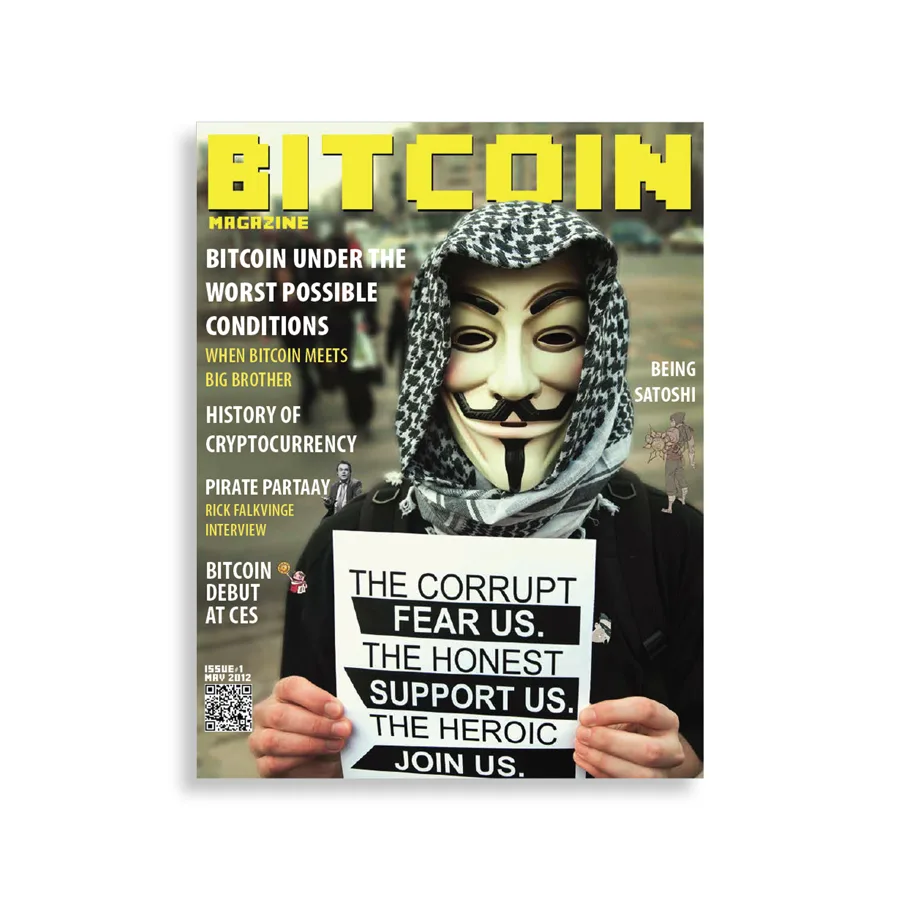 BITCOIN
MAGAZINE
BITCOIN UNDER THE
WORST POSSIBLE
CONDITIONS
WHEN BITCOIN MEETS
BIG BROTHER
HISTORY OF
CRYPTOCURRENCY
PIRATE PARTAAY
RICK FALKVINGE
INTERVIEW
BITCOIN
DEBUT
AT CES
ISSUE#1
MAY 2012
BEING
SATOSHI
THE CORRUPT
FEAR US.
THE HONEST
SUPPORT US.
THE HEROIC
JOIN US.